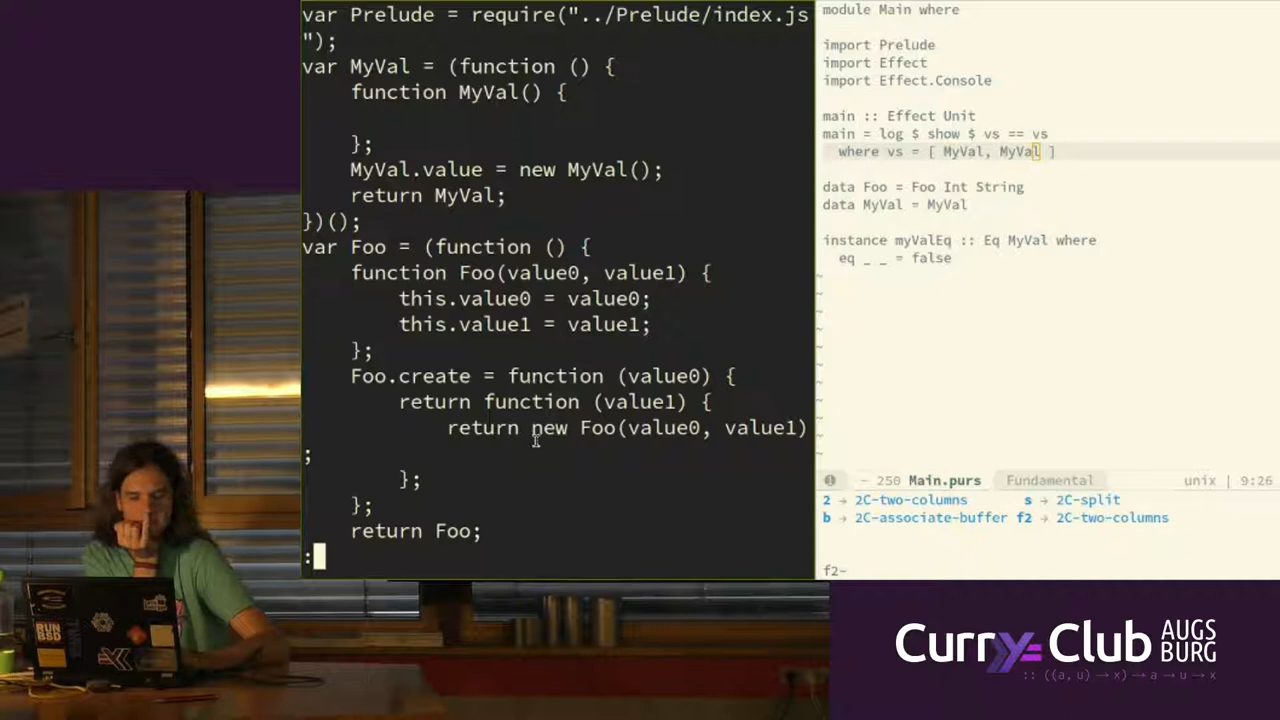 var Prelude = require("../Prelude/index.js
");
var MyVal = (function () {
    function MyVal() {

    };
    MyVal.value = new MyVal();
    return MyVal;
})();
var Foo = (function () {
    function Foo(value0, value1) {
        this.value0 = value0;
        this.value1 = value1;
    };
    Foo.create = function (value0) {
        return function (value1) {
            return new Foo(value0, value1)
;
        };
    };
    return Foo;
:
module Main where

import Prelude
import Effect
import Effect.Console

main :: Effect Unit
main = log $ show $ vs == vs
  where vs = [ MyVal, MyVal ]

data Foo = Foo Int String
data MyVal = MyVal

instance myValEq :: Eq MyVal where
  eq _ _ = false
~
~
~
~
~
~
~
~
~
~
~
1 - 250 Main.purs Fundamental unix | 9:26
2 → 2C-two-columns s → 2C-split
b → 2C-associate-buffer f2 → 2C-two-columns
f2-
RUN
BSD
Curry Club AUGS
BURG
:: ((a, u) → x) → a → u → x